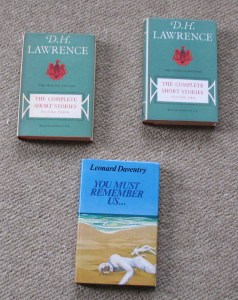 D.H.
LAWRENCE
THE COMPLETE
SHORT STORIES
D.H.
LAWRENCE
THE COMPLETE
SHORT STORIES
Leonard Daventry
YOU MUST
REMEMBER
US...